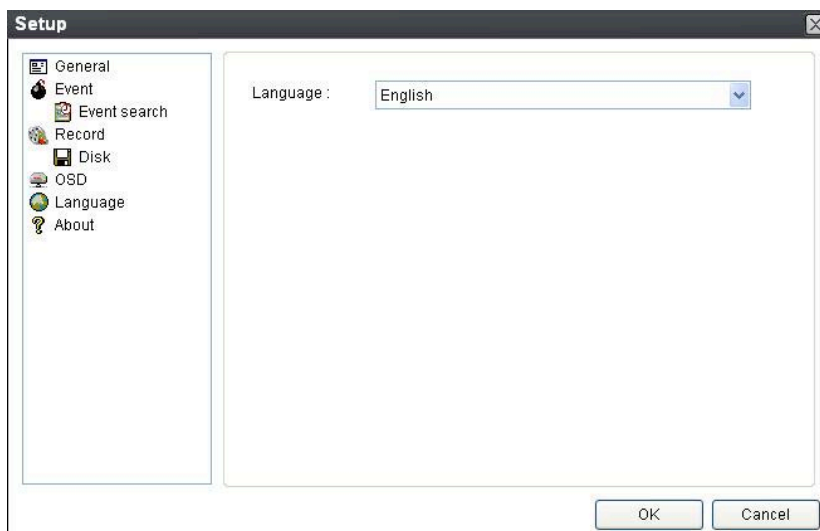 Setup
General
Event
Event search
Record
Disk
OSD
Language
About
Language :
English
OK
Cancel